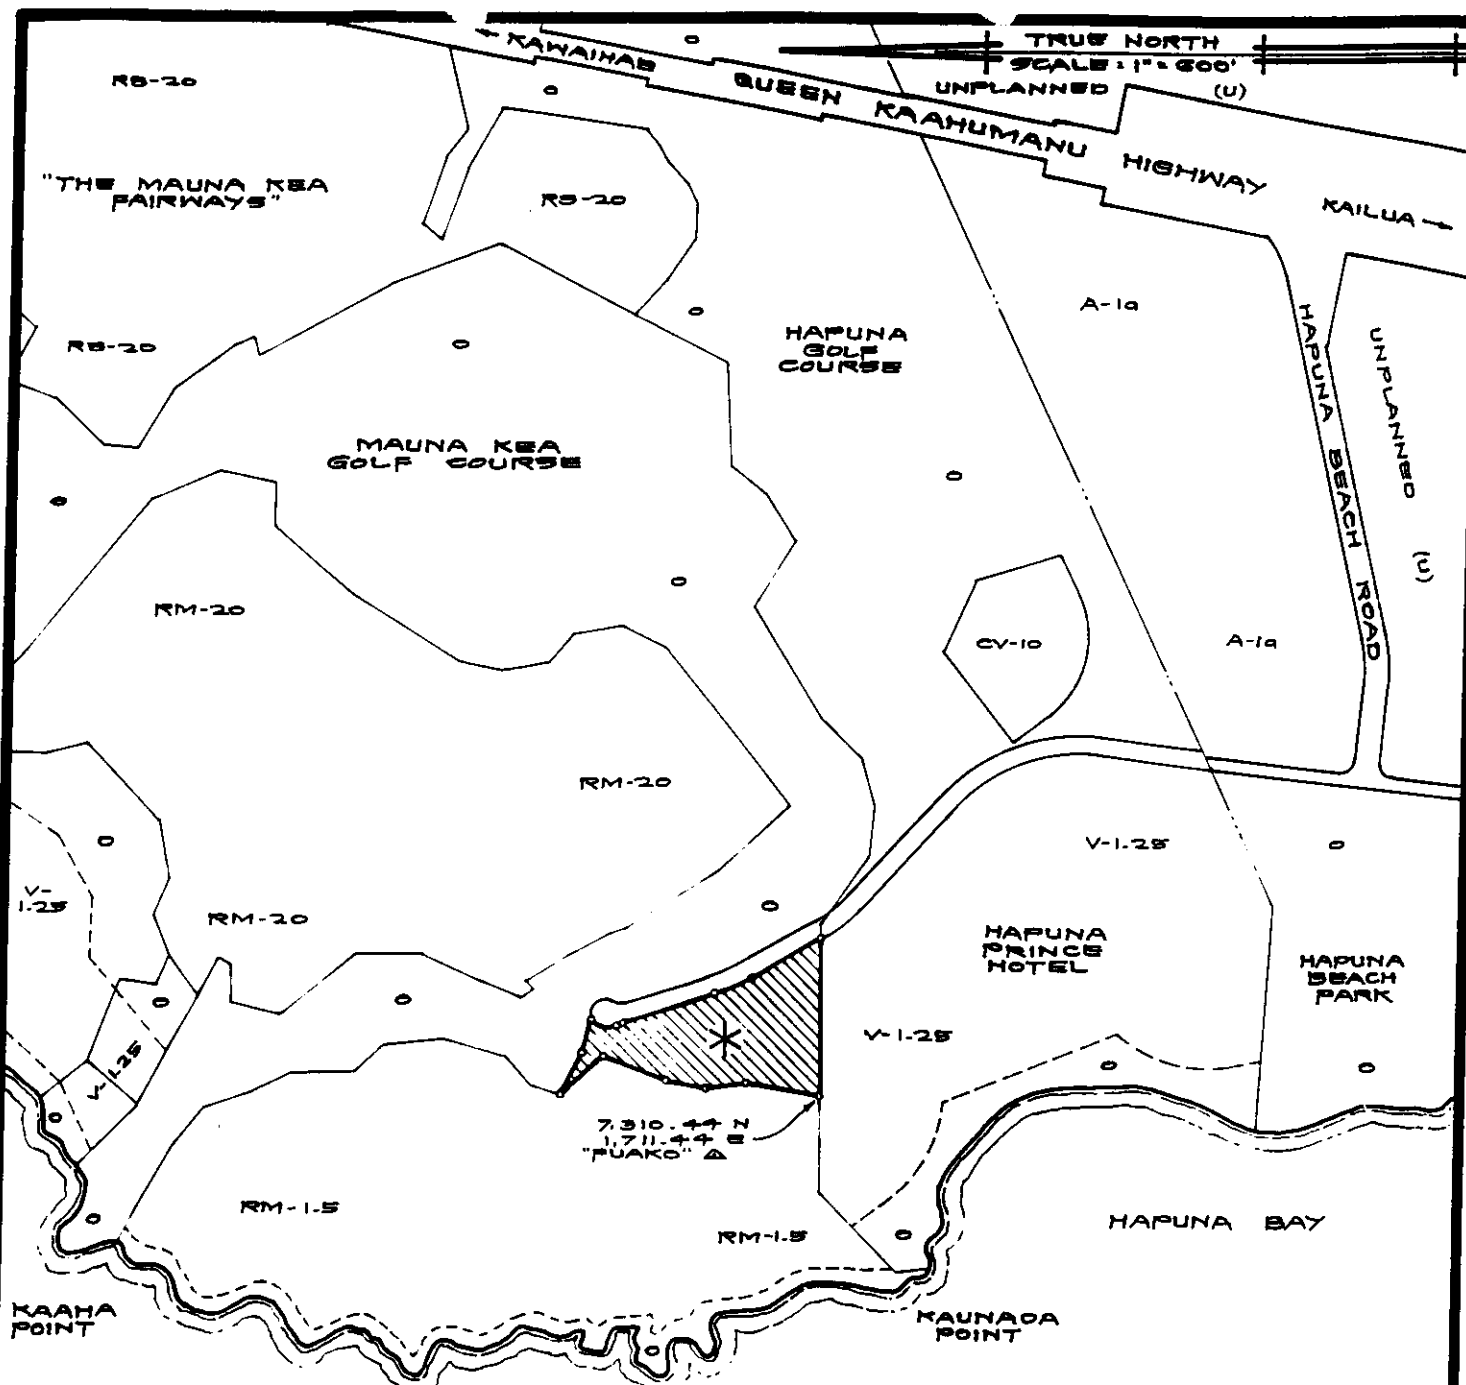 ← KAWAIHAE
QUEEN KAAHUMANU HIGHWAY
KAILUA →
TRUE NORTH
SCALE : 1" = 600'
UNPLANNED (U)
O
RS-20
O
"THE MAUNA KEA
FAIRWAYS"
RS-20
RS-20
O
O
HAPUNA
GOLF
COURSE
A-1a
HAPUNA BEACH ROAD
UNPLANNED (U)
MAUNA KEA
GOLF COURSE
O
O
O
RM-20
CV-10
A-1a
RM-20
O
V-
1.25
RM-20
O
V-1.25
O
HAPUNA
PRINCE
HOTEL
HAPUNA
BEACH
PARK
O
O
V-1.25
V-1.25
O
O
O
7,310.44 N
1,711.44 E
"PUAKO" △
RM-1.5
O
RM-1.5
O
HAPUNA BAY
KAAHA
POINT
KAUNAOA
POINT
O